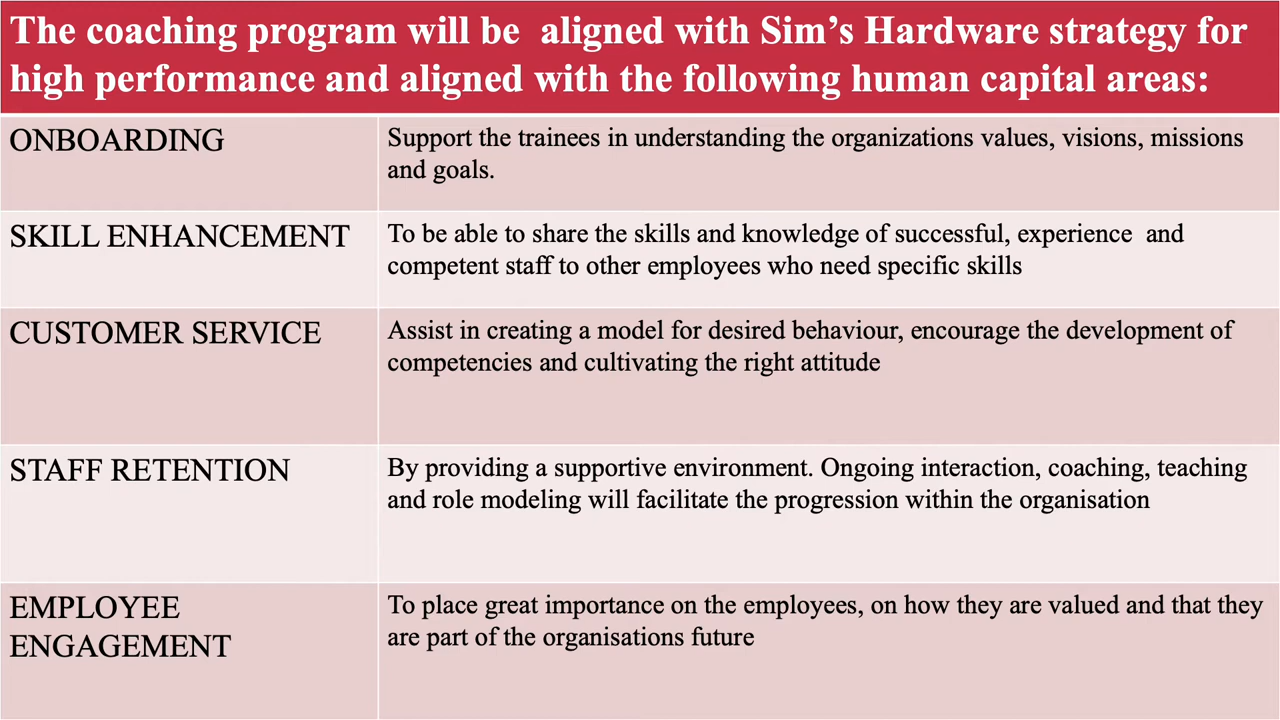 The coaching program will be  aligned with Sim’s Hardware strategy for
high performance and aligned with the following human capital areas:
ONBOARDING
Support the trainees in understanding the organizations values, visions, missions
and goals.
SKILL ENHANCEMENT
To be able to share the skills and knowledge of successful, experience  and
competent staff to other employees who need specific skills
CUSTOMER SERVICE
Assist in creating a model for desired behaviour, encourage the development of
competencies and cultivating the right attitude
STAFF RETENTION
By providing a supportive environment. Ongoing interaction, coaching, teaching
and role modeling will facilitate the progression within the organisation
EMPLOYEE
ENGAGEMENT
To place great importance on the employees, on how they are valued and that they
are part of the organisations future